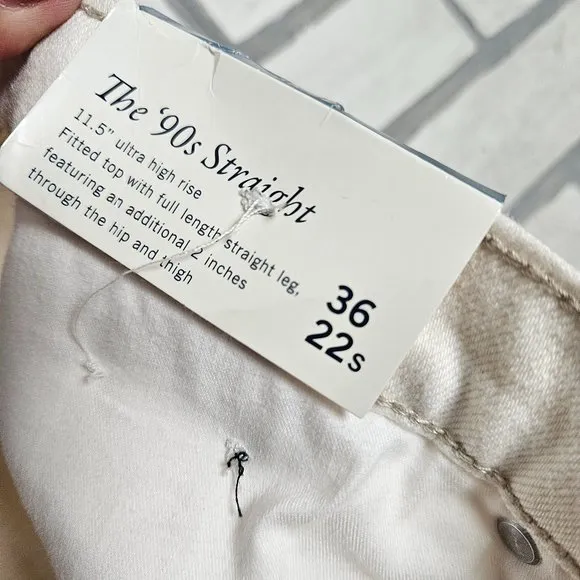 The '90s Straight
11.5" ultra high rise
Fitted top with full length straight leg,
featuring an additional 2 inches
through the hip and thigh
36
22s